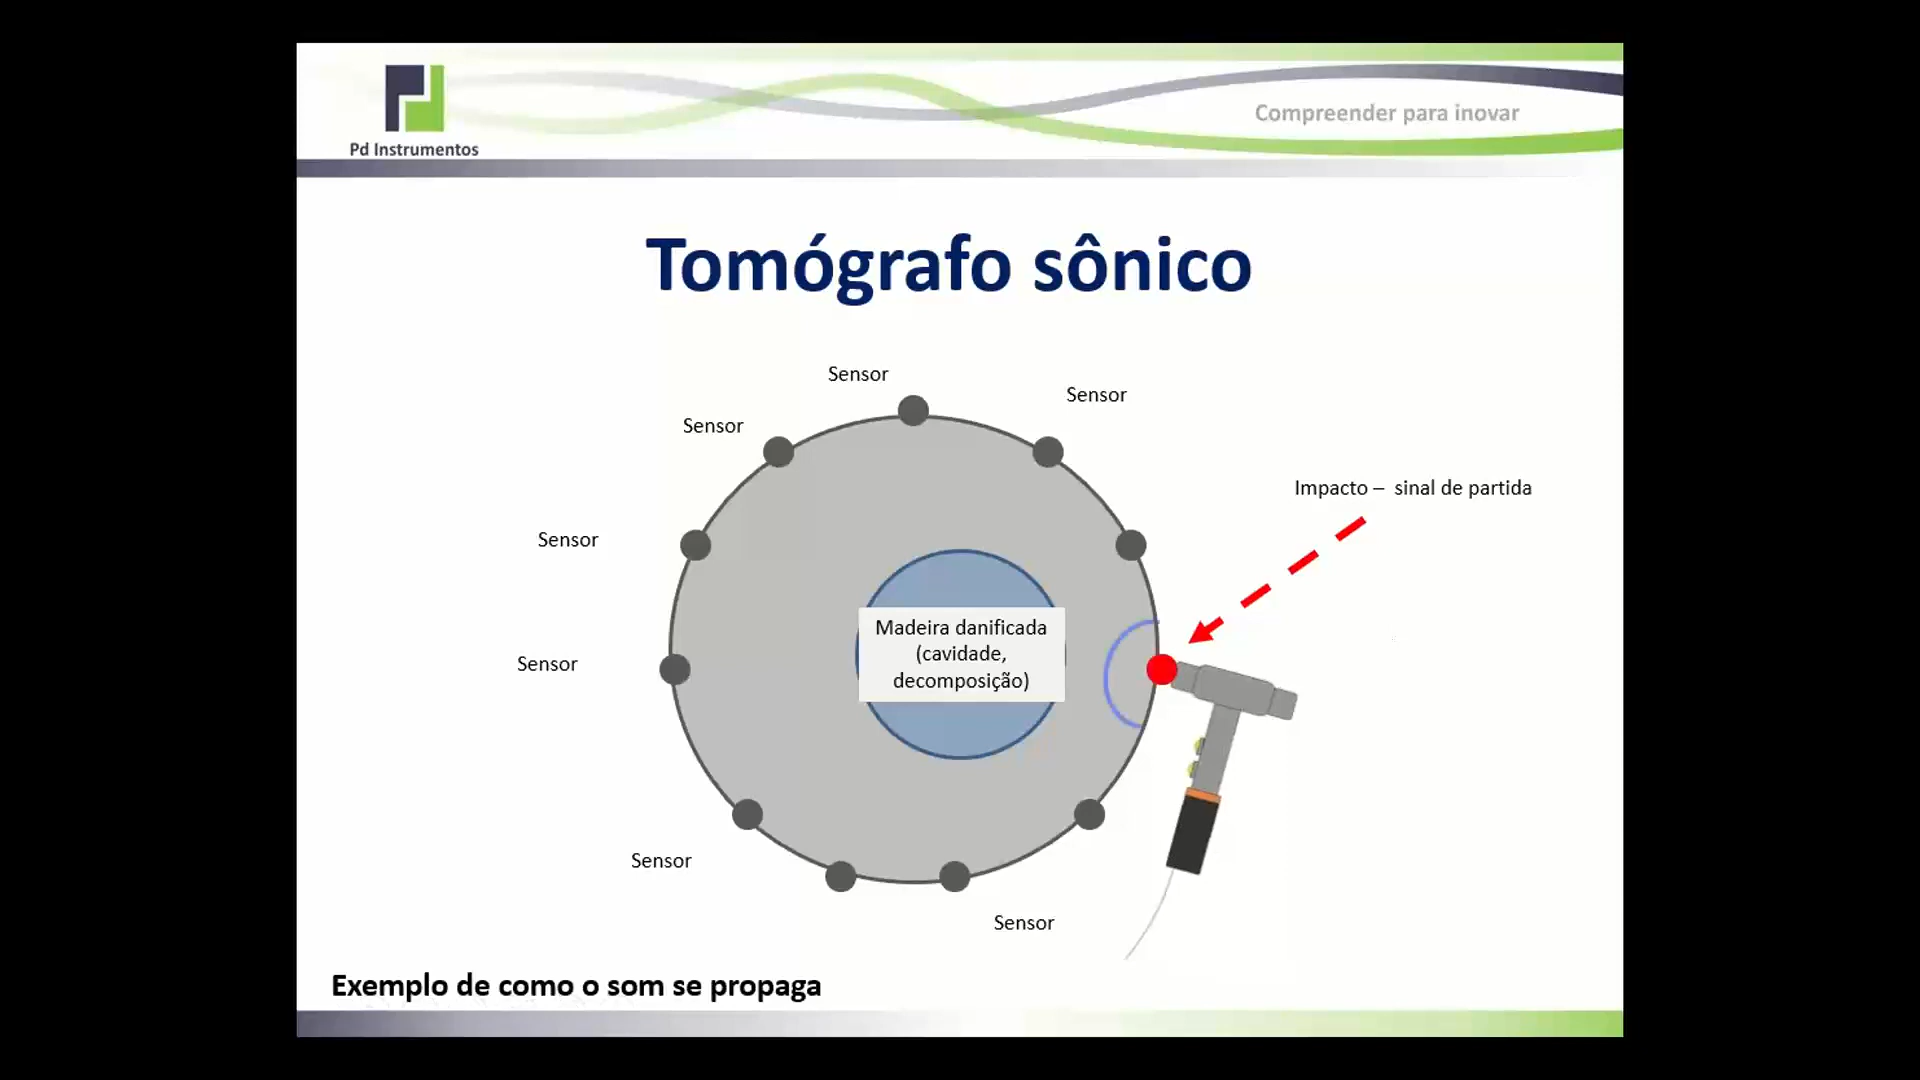 Pd Instrumentos
Compreender para inovar
Tomógrafo sônico
Sensor
Sensor
Sensor
Impacto – sinal de partida
Sensor
Madeira danificada
(cavidade,
decomposição)
Sensor
Sensor
Sensor
Exemplo de como o som se propaga